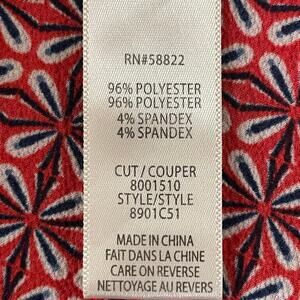 RN#58822
96% POLYESTER
96% POLYESTER
4% SPANDEX
4% SPANDEX
CUT / COUPER
8001510
STYLE/STYLE
8901C51
MADE IN CHINA
FAIT DANS LA CHINE
CARE ON REVERSE
NETTOYAGE AU REVERS